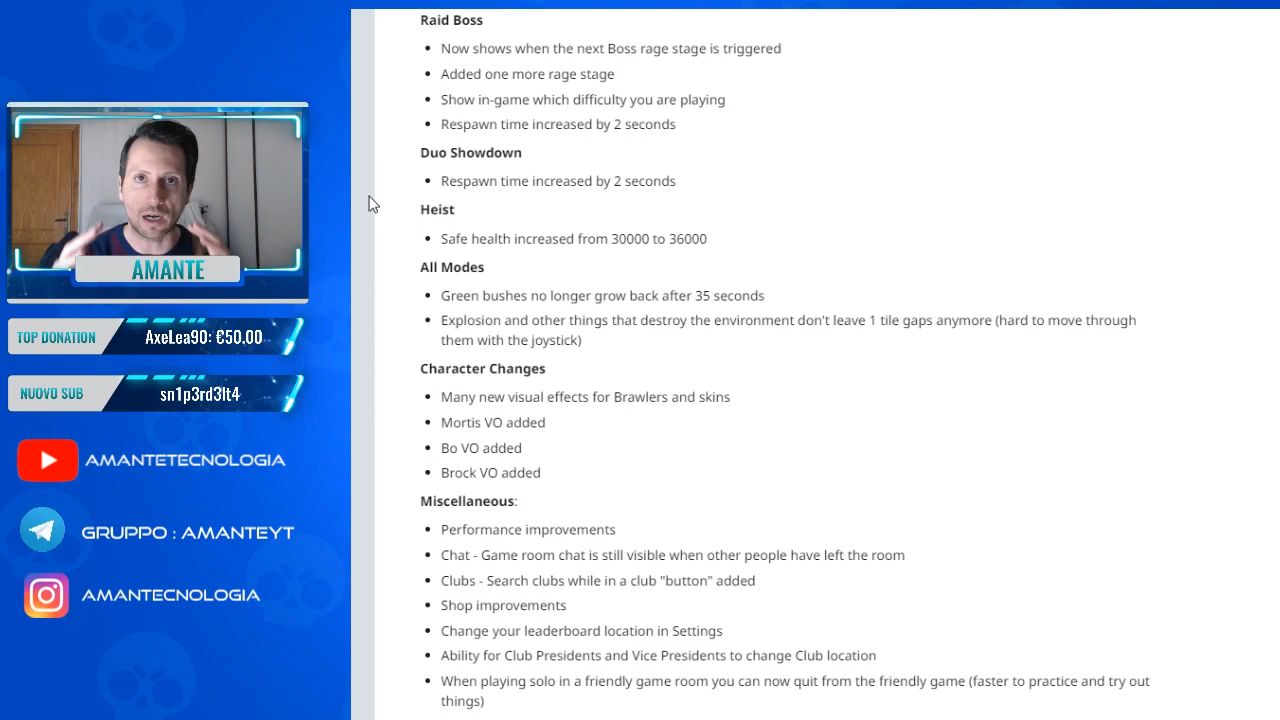 AMANTE
TOP DONATION
AxeLea90: €50.00
NUOVO SUB
sn1p3rd3lt4
AMANTETECNOLOGIA
GRUPPO : AMANTEYT
AMANTECNOLOGIA
Raid Boss
• Now shows when the next Boss rage stage is triggered
• Added one more rage stage
• Show in-game which difficulty you are playing
• Respawn time increased by 2 seconds
Duo Showdown
• Respawn time increased by 2 seconds
Heist
• Safe health increased from 30000 to 36000
All Modes
• Green bushes no longer grow back after 35 seconds
• Explosion and other things that destroy the environment don't leave 1 tile gaps anymore (hard to move through
them with the joystick)
Character Changes
• Many new visual effects for Brawlers and skins
• Mortis VO added
• Bo VO added
• Brock VO added
Miscellaneous:
• Performance improvements
• Chat - Game room chat is still visible when other people have left the room
• Clubs - Search clubs while in a club "button" added
• Shop improvements
• Change your leaderboard location in Settings
• Ability for Club Presidents and Vice Presidents to change Club location
• When playing solo in a friendly game room you can now quit from the friendly game (faster to practice and try out
things)